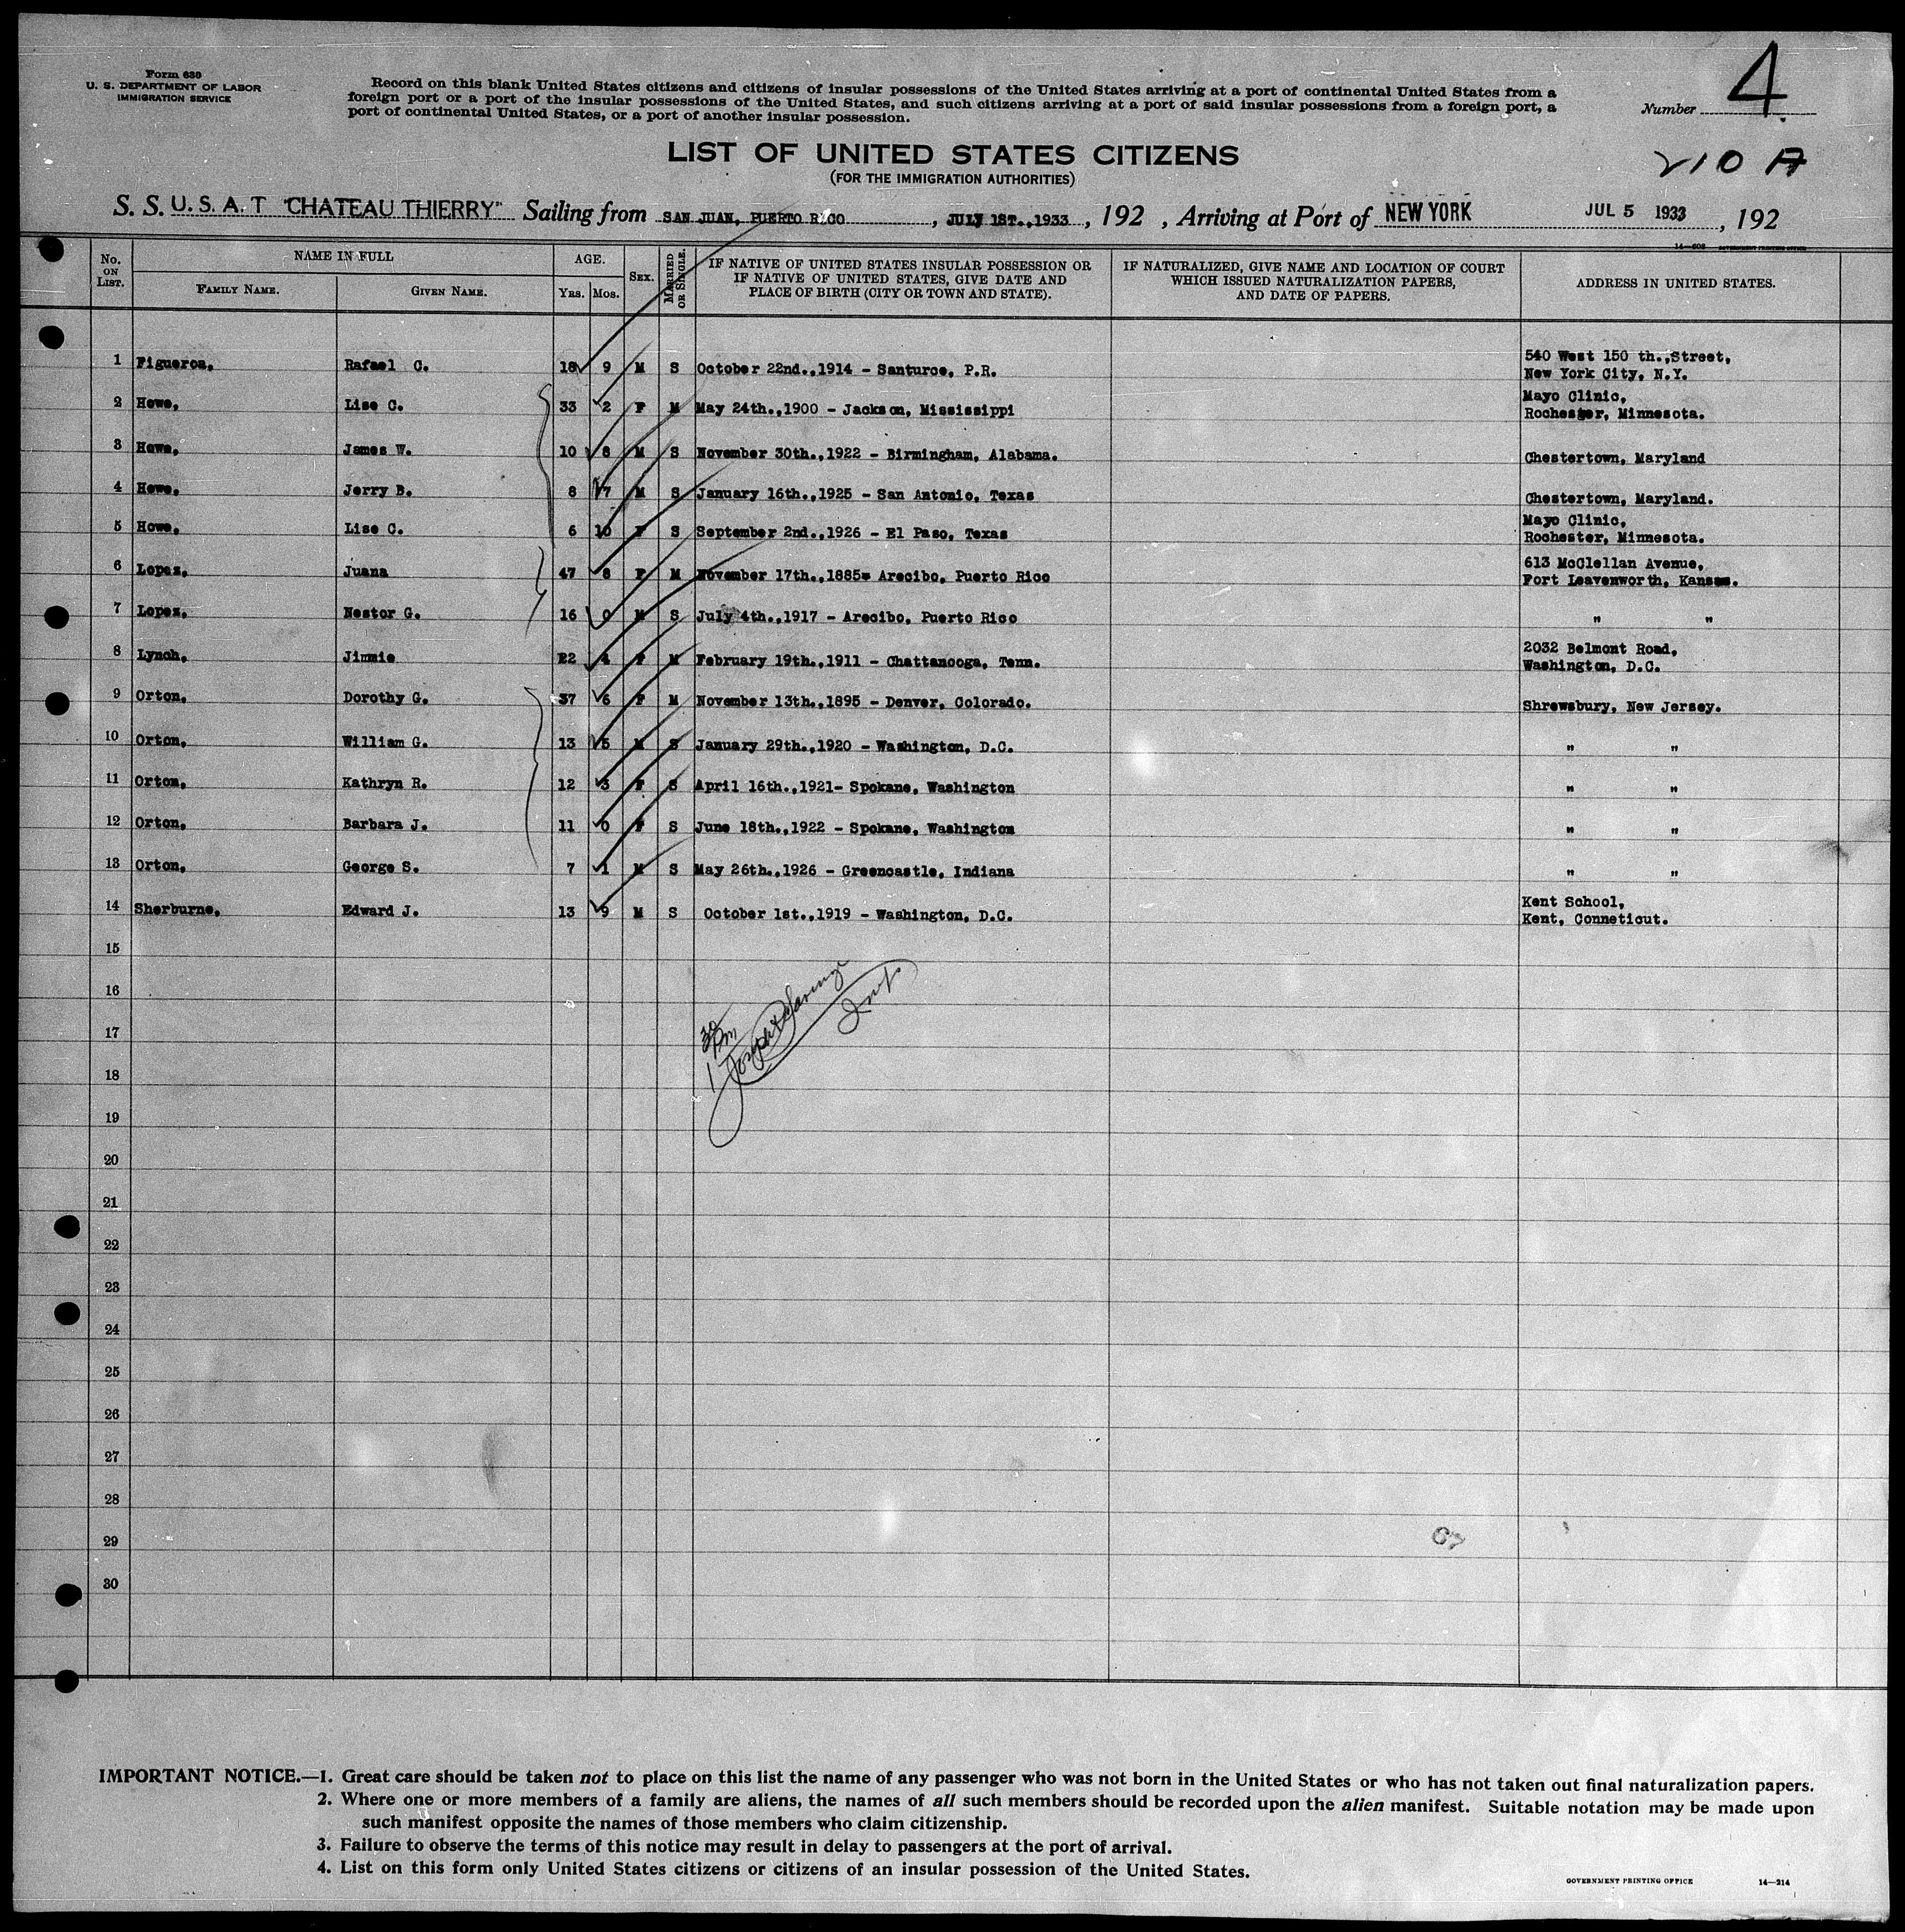 Form 630
U. S. DEPARTMENT OF LABOR
IMMIGRATION SERVICE
Record on this blank United States citizens and citizens of insular possessions of the United States arriving at a port of continental United States from a
foreign port or a port of the insular possessions of the United States, and such citizens arriving at a port of said insular possessions from a foreign port, a
port of continental United States, or a port of another insular possession.
Number 4
LIST OF UNITED STATES CITIZENS
(FOR THE IMMIGRATION AUTHORITIES)
210 A
S. S. U. S. A. T "CHATEAU THIERRY" Sailing from SAN JUAN, PUERTO RICO, JULY 1ST., 1933, 192 , Arriving at Port of NEW YORK JUL 5 1933, 192
14—608 GOVERNMENT PRINTING OFFICE
No. ON LIST. NAME IN FULL AGE. SEX. MARRIED OR SINGLE. IF NATIVE OF UNITED STATES INSULAR POSSESSION OR IF NATIVE OF UNITED STATES, GIVE DATE AND PLACE OF BIRTH (CITY OR TOWN AND STATE). IF NATURALIZED, GIVE NAME AND LOCATION OF COURT WHICH ISSUED NATURALIZATION PAPERS, AND DATE OF PAPERS. ADDRESS IN UNITED STATES.
FAMILY NAME. GIVEN NAME. YRS. MOS.
1 Figueroa, Rafael C. 18 9 M S October 22nd.,1914 - Santurce, P.R. 540 West 150 th.,Street, New York City, N.Y.
2 Howe, Lise C. 33 2 F M May 24th.,1900 - Jackson, Mississippi Mayo Clinic, Rochester, Minnesota.
3 Howe, James W. 10 8 M S November 30th.,1922 - Birmingham, Alabama. Chestertown, Maryland
4 Howe, Jerry B. 8 7 M S January 16th.,1925 - San Antonio, Texas Chestertown, Maryland.
5 Howe, Lise C. 6 10 F S September 2nd.,1926 - El Paso, Texas Mayo Clinic, Rochester, Minnesota.
6 Lopez, Juana 47 8 F M November 17th.,1885- Arecibo, Puerto Rico 613 McClellan Avenue, Fort Leavenworth, Kansas.
7 Lopez, Nestor G. 16 0 M S July 4th.,1917 - Arecibo, Puerto Rico " "
8 Lynch, Jimmie 22 4 F M February 19th.,1911 - Chattanooga, Tenn. 2032 Belmont Road, Washington, D.C.
9 Orton, Dorothy G. 37 6 F M November 13th.,1895 - Denver, Colorado. Shrewsbury, New Jersey.
10 Orton, William G. 13 5 M S January 29th.,1920 - Washington, D.C. " "
11 Orton, Kathryn R. 12 3 F S April 16th.,1921- Spokane, Washington " "
12 Orton, Barbara J. 11 0 F S June 18th.,1922 - Spokane, Washington " "
13 Orton, George S. 7 1 M S May 26th.,1926 - Greencastle, Indiana " "
14 Sherburne, Edward J. 13 9 M S October 1st.,1919 - Washington, D.C. Kent School, Kent, Conneticut.
15
16
17
18
19
20
21
22
23
24
25
26
27
28
29
30
IMPORTANT NOTICE.—1. Great care should be taken not to place on this list the name of any passenger who was not born in the United States or who has not taken out final naturalization papers.
2. Where one or more members of a family are aliens, the names of all such members should be recorded upon the alien manifest. Suitable notation may be made upon
such manifest opposite the names of those members who claim citizenship.
3. Failure to observe the terms of this notice may result in delay to passengers at the port of arrival.
4. List on this form only United States citizens or citizens of an insular possession of the United States.
GOVERNMENT PRINTING OFFICE 14—214